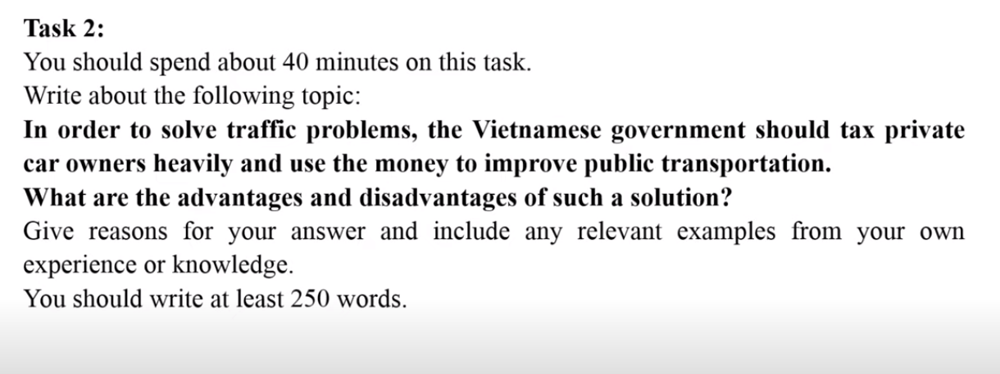 Task 2:
You should spend about 40 minutes on this task.
Write about the following topic:
In order to solve traffic problems, the Vietnamese government should tax private
car owners heavily and use the money to improve public transportation.
What are the advantages and disadvantages of such a solution?
Give reasons for your answer and include any relevant examples from your own
experience or knowledge.
You should write at least 250 words.